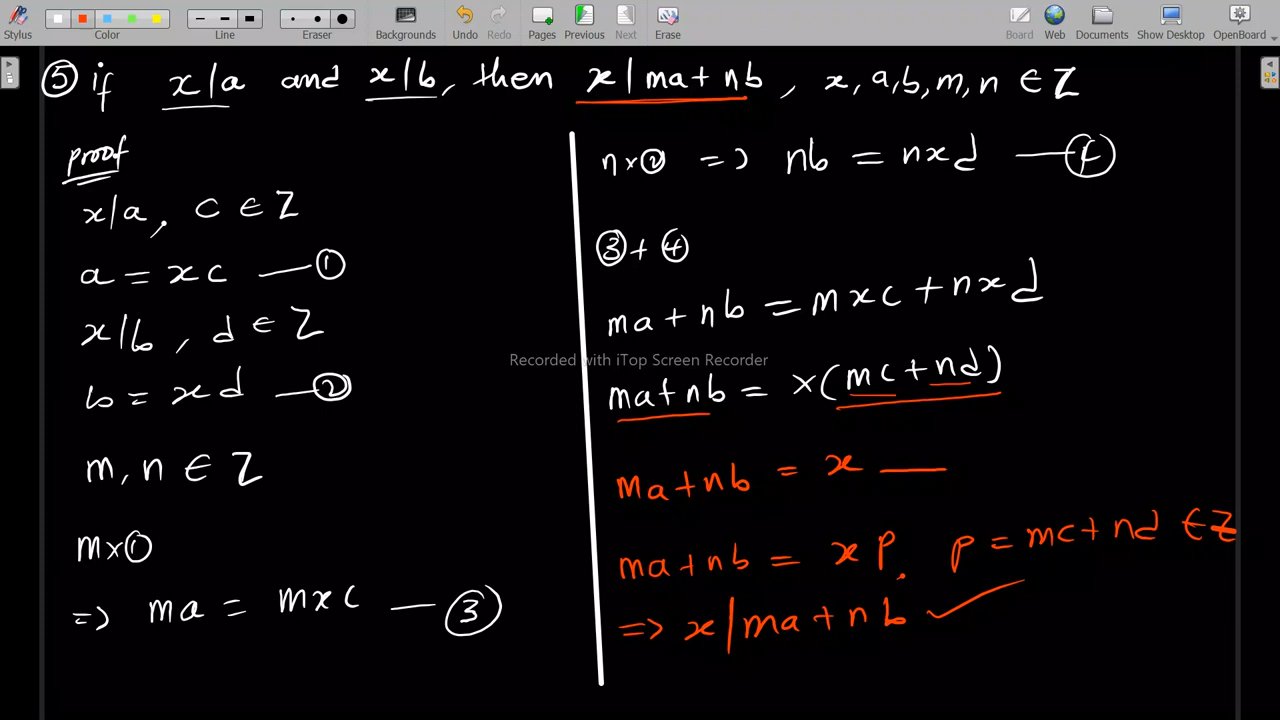 Stylus
Color
Line
Eraser
Backgrounds
Undo
Redo
Pages
Previous
Next
Erase
Board
Web
Documents
Show Desktop
OpenBoard
⑤ if x|a and x|b, then x|ma+nb, x,a,b,m,n ∈ Z
proof
x|a, c ∈ Z
a = xc — ①
x|b, d ∈ Z
b = xd — ②
m, n ∈ Z
m×①
=> ma = mxc — ③
n×② => nb = nxd — ④
③+④
ma+nb = mxc+nxd
ma+nb = x(mc+nd)
ma+nb = x __
ma+nb = xp. p = mc+nd ∈ Z
=> x|ma+nb ✓
Recorded with iTop Screen Recorder